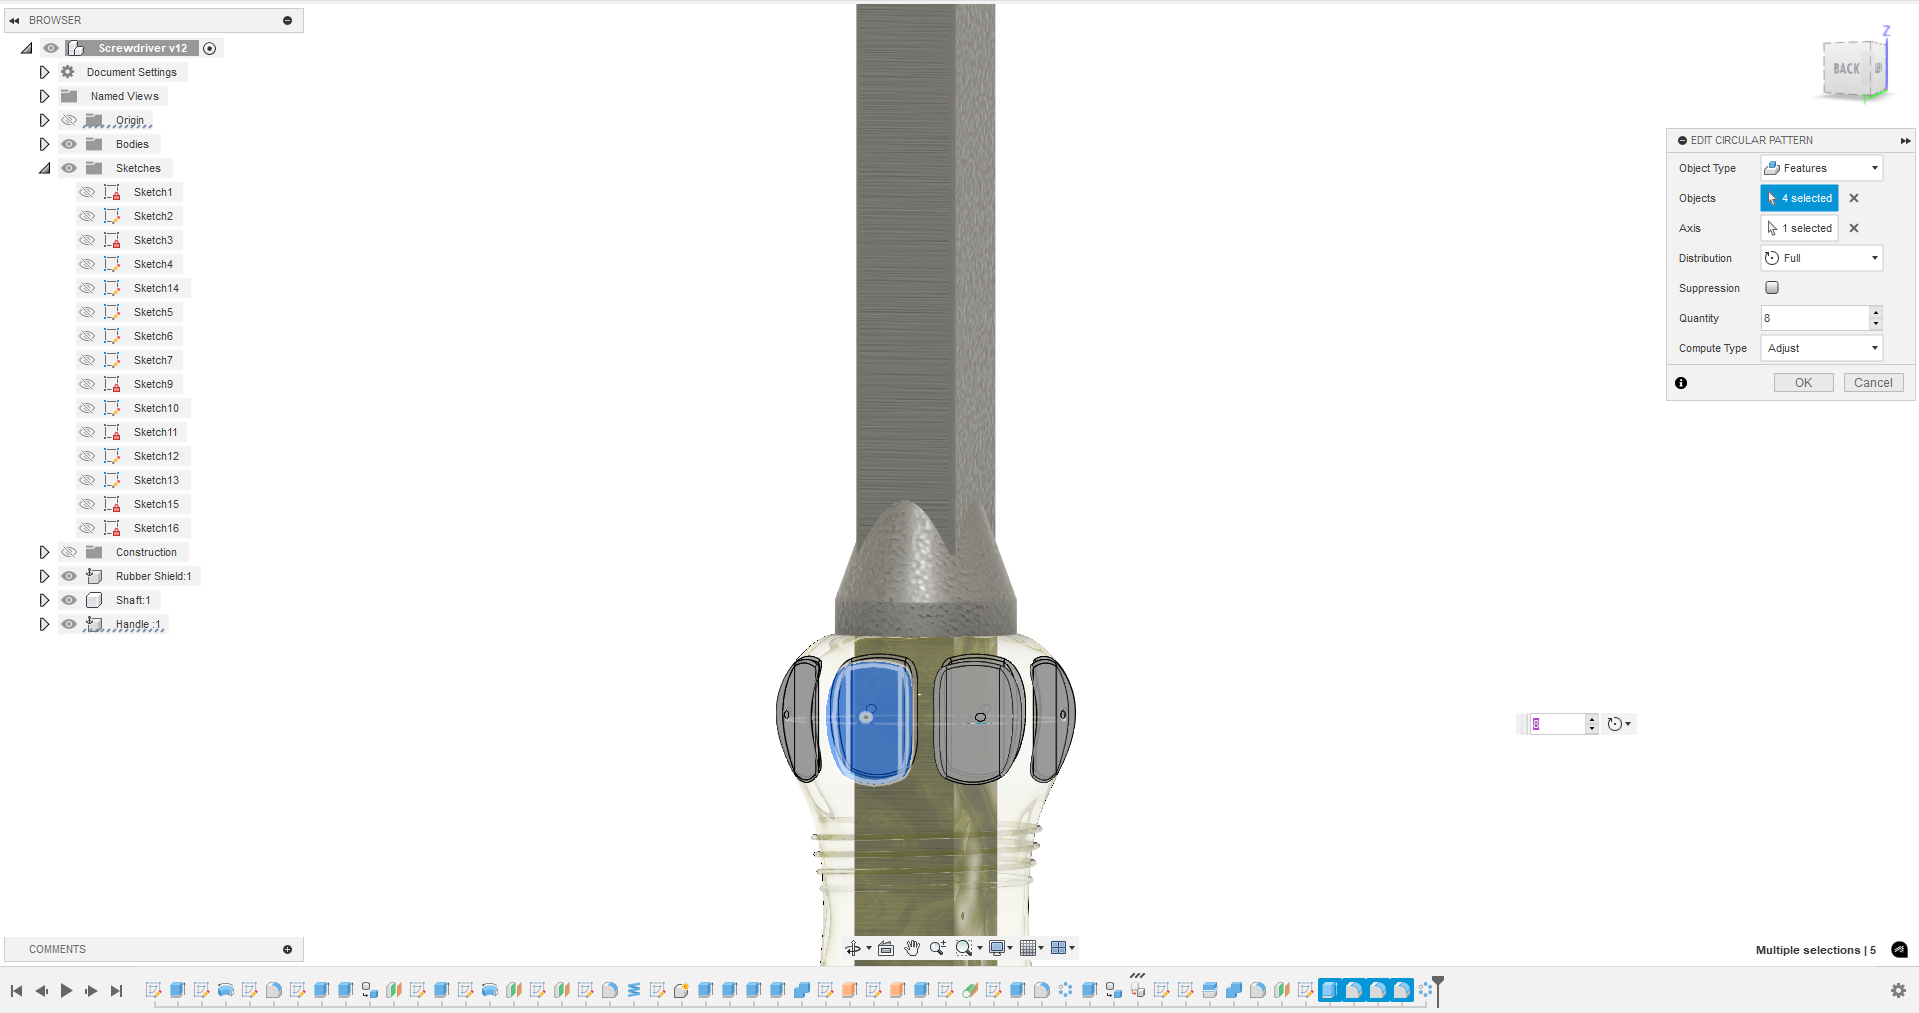 BROWSER
Screwdriver v12
Document Settings
Named Views
Origin
Bodies
Sketches
Sketch1
Sketch2
Sketch3
Sketch4
Sketch14
Sketch5
Sketch6
Sketch7
Sketch9
Sketch10
Sketch11
Sketch12
Sketch13
Sketch15
Sketch16
Construction
Rubber Shield:1
Shaft:1
Handle :1
COMMENTS
Z
BACK
EDIT CIRCULAR PATTERN
Object Type Features
Objects 4 selected
Axis 1 selected
Distribution Full
Suppression
Quantity 8
Compute Type Adjust
OK Cancel
8
Multiple selections | 5